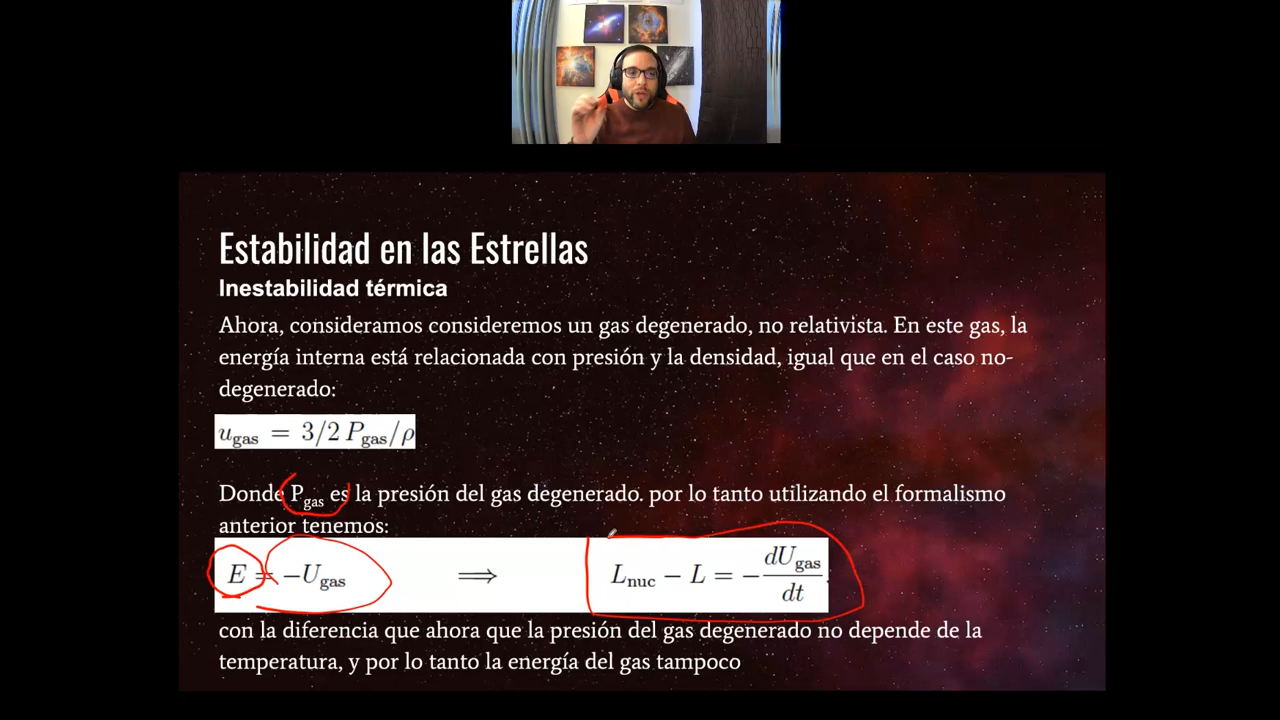 Estabilidad en las Estrellas
Inestabilidad térmica
Ahora, consideramos consideremos un gas degenerado, no relativista. En este gas, la
energía interna está relacionada con presión y la densidad, igual que en el caso no-
degenerado:
u_gas = 3/2 P_gas/ρ
Donde P_gas es la presión del gas degenerado. por lo tanto utilizando el formalismo
anterior tenemos:
E = −U_gas ⟹ L_nuc − L = −dU_gas/dt
con la diferencia que ahora que la presión del gas degenerado no depende de la
temperatura, y por lo tanto la energía del gas tampoco